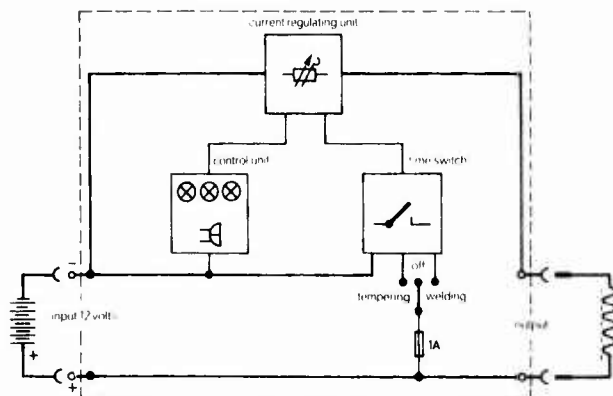 current regulating unit
control unit
time switch
off
tempering
welding
input 12 volts
output
1A